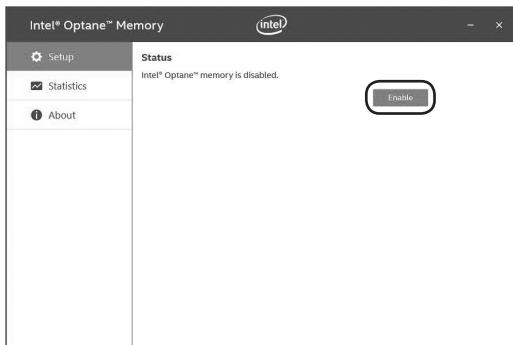 Intel® Optane™ Memory
intel
Setup
Statistics
About
Status
Intel® Optane™ memory is disabled.
Enable